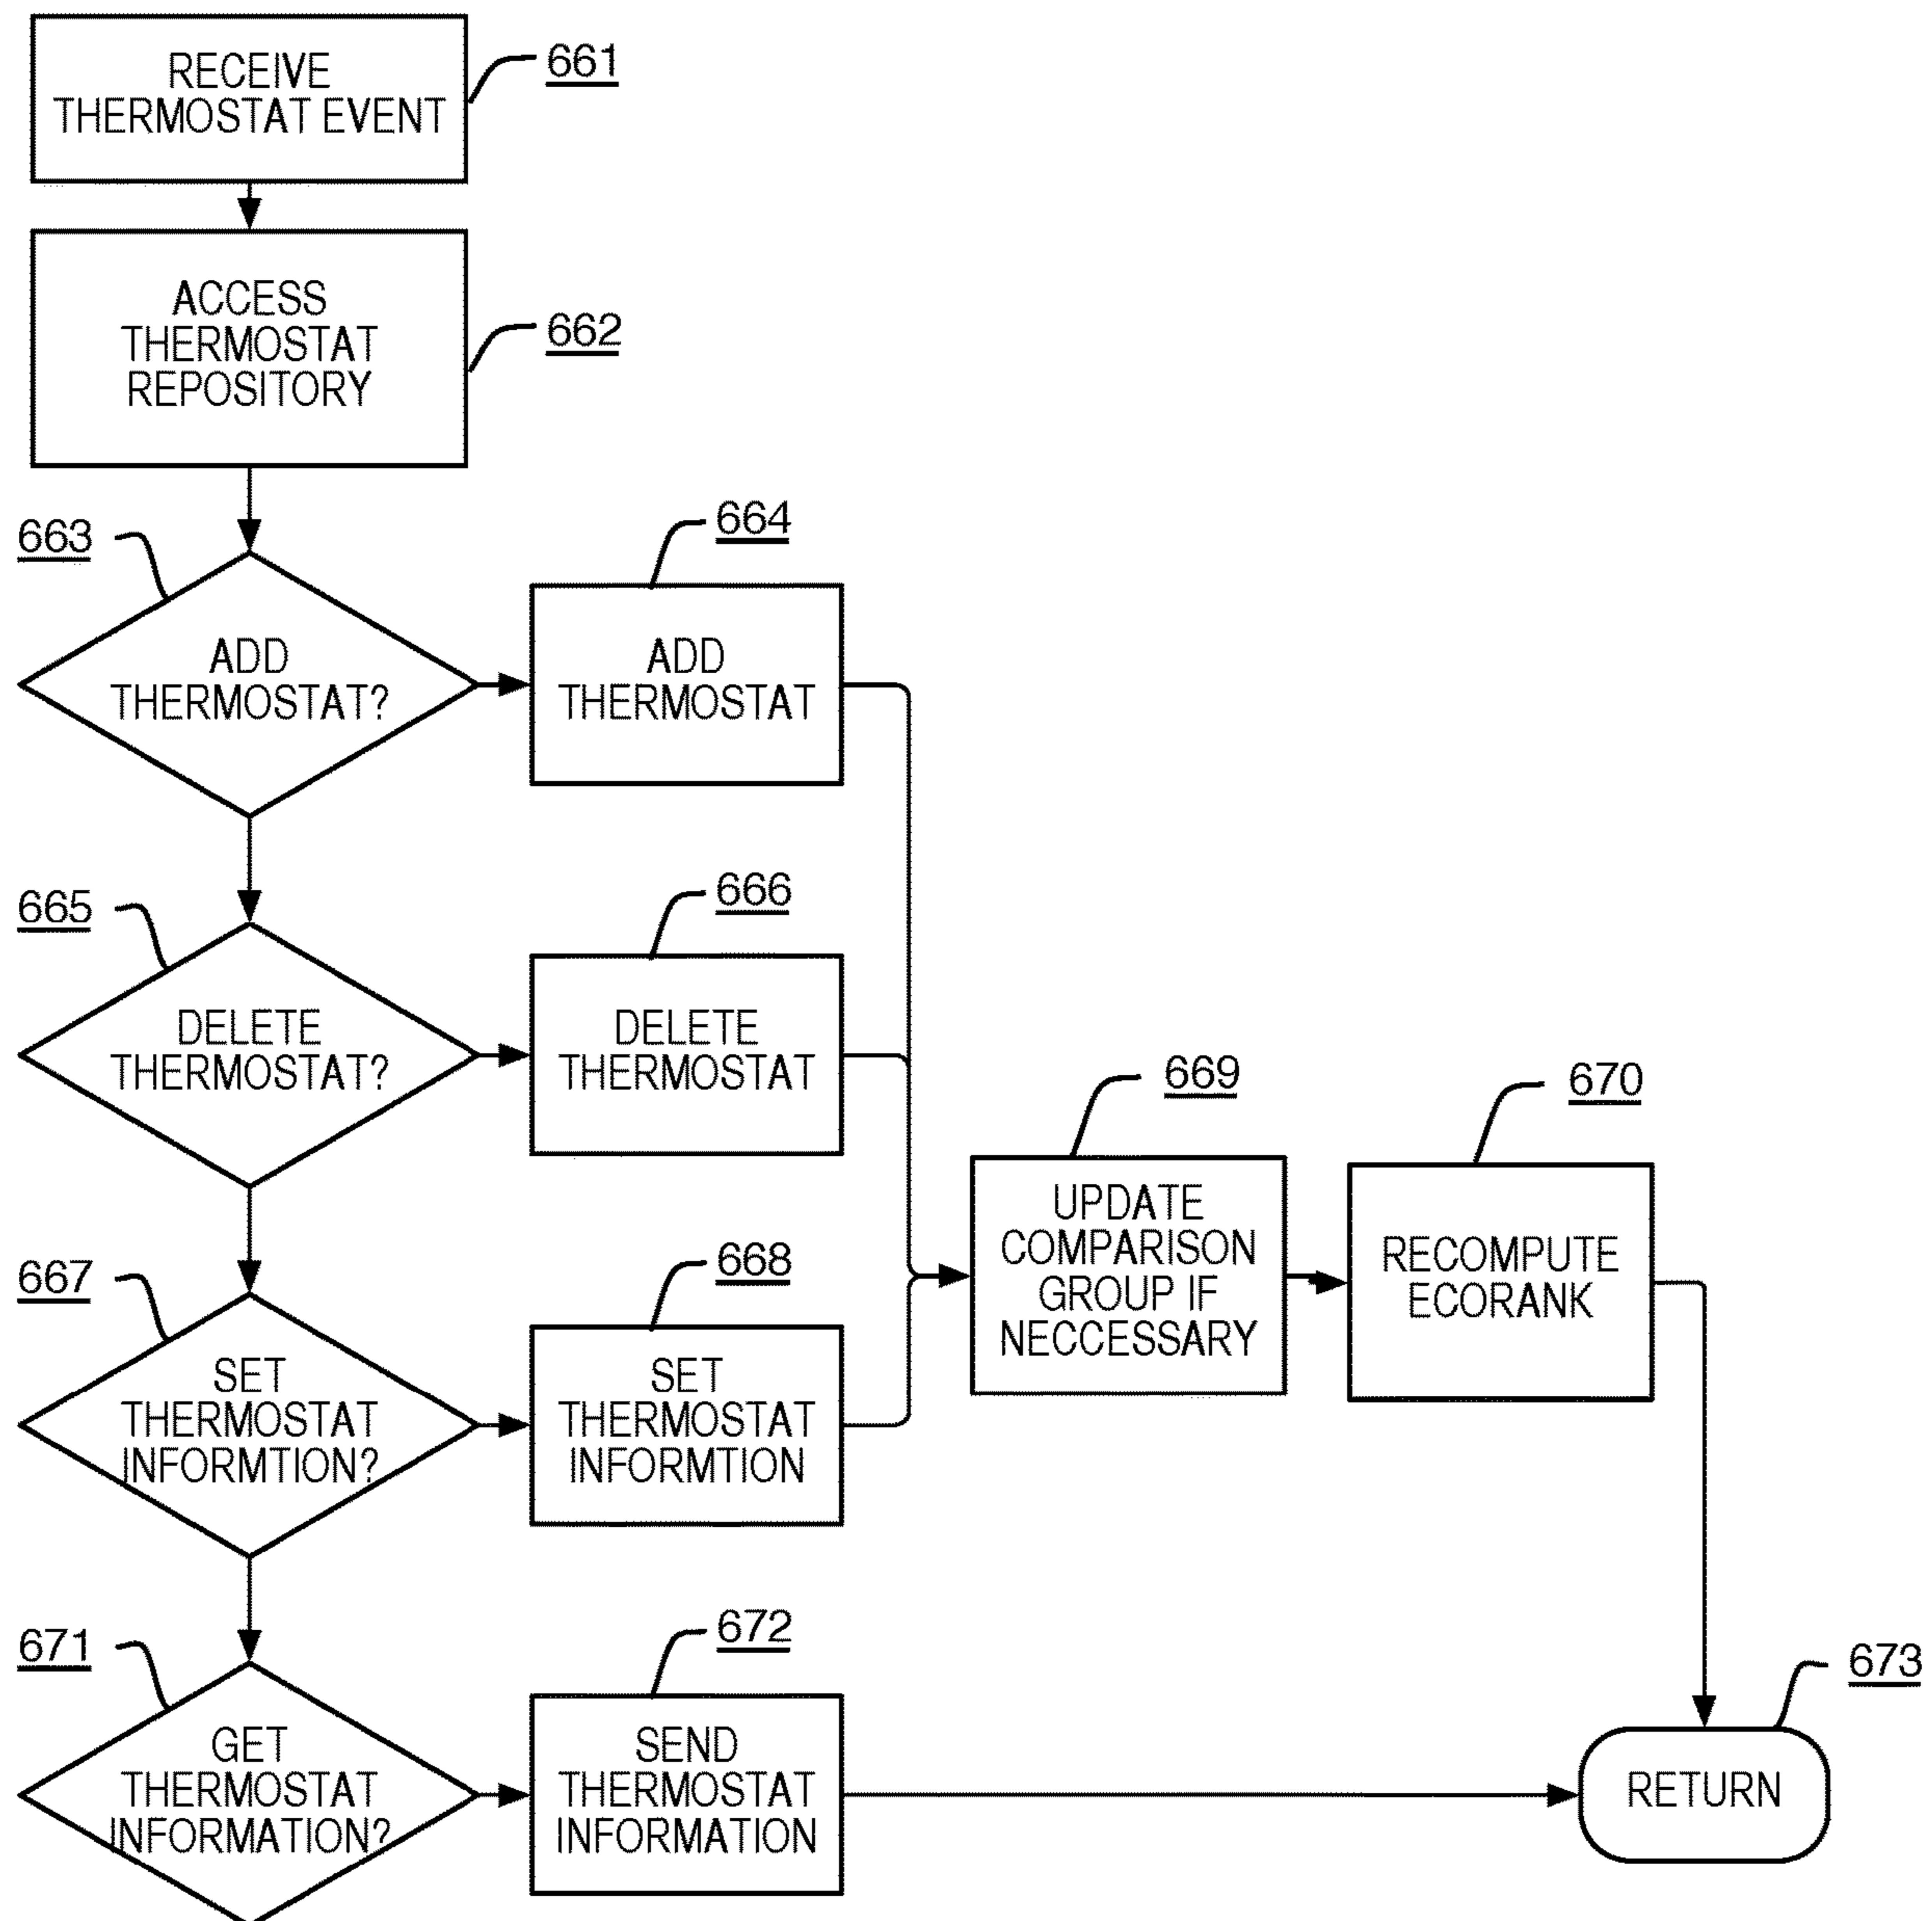 RECEIVE
THERMOSTAT EVENT
661
ACCESS
THERMOSTAT
REPOSITORY
662
663
ADD
THERMOSTAT?
664
ADD
THERMOSTAT
665
DELETE
THERMOSTAT?
666
DELETE
THERMOSTAT
667
SET
THERMOSTAT
INFORMTION?
668
SET
THERMOSTAT
INFORMTION
669
UPDATE
COMPARISON
GROUP IF
NECCESSARY
670
RECOMPUTE
ECORANK
671
GET
THERMOSTAT
INFORMATION?
672
SEND
THERMOSTAT
INFORMATION
673
RETURN